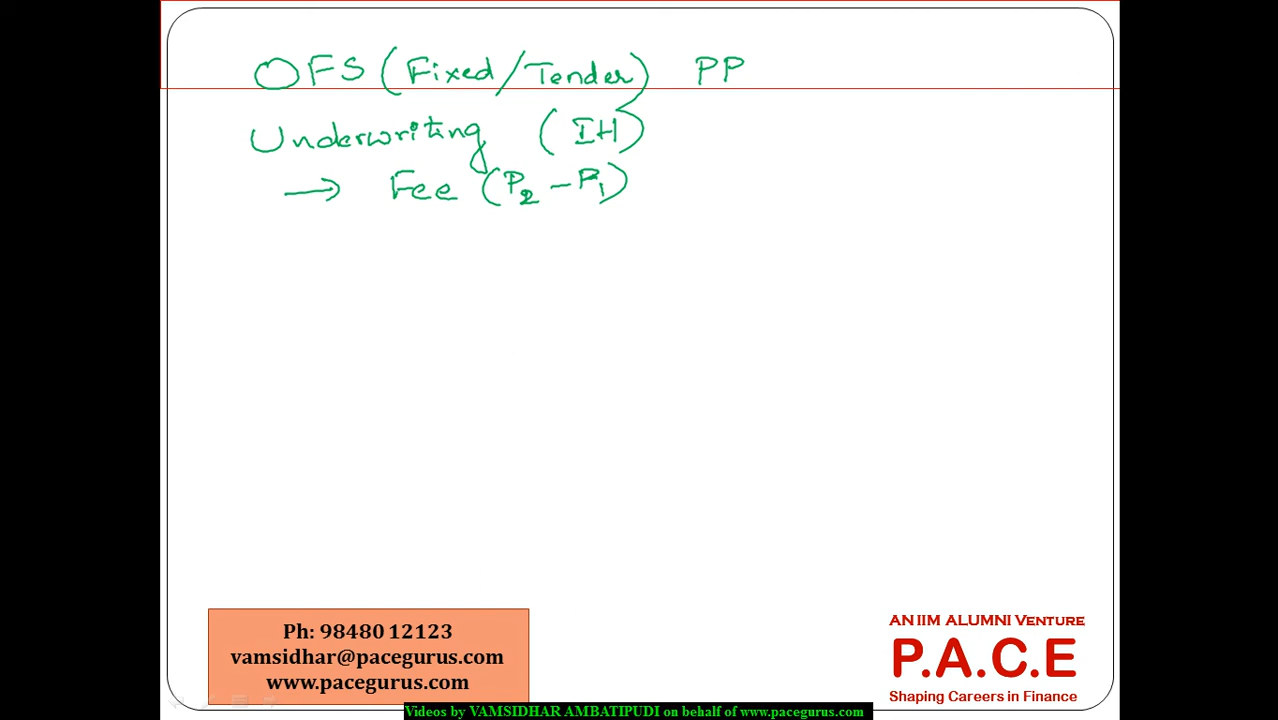 OFS (Fixed/Tender) PP
Underwriting (IH)
→ Fee (P2 - P1)
Ph: 98480 12123
vamsidhar@pacegurus.com
www.pacegurus.com
AN IIM ALUMNI VENTURE
P.A.C.E
Shaping Careers in Finance
Videos by VAMSIDHAR AMBATIPUDI on behalf of www.pacegurus.com